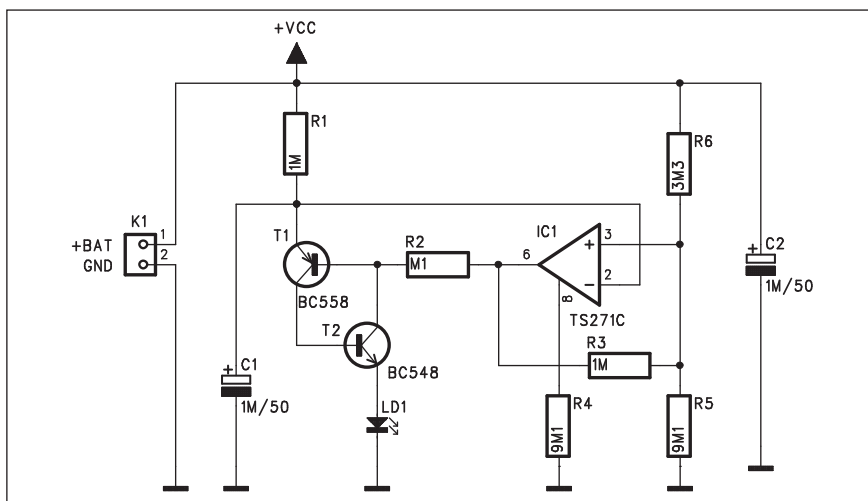 +VCC
R1
1M
R6
3M3
K1
1
2
+BAT
GND
T1
BC558
R2
M1
6
IC1
3
2
8
TS271C
+
−
C2
+
1M/50
T2
BC548
R3
1M
C1
+
1M/50
LD1
R4
9M1
R5
9M1